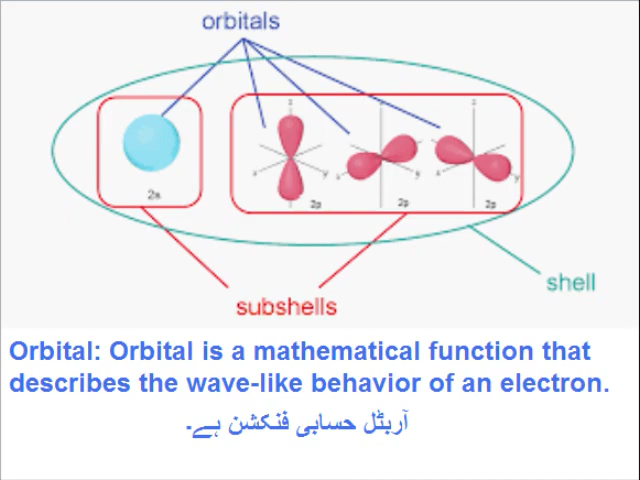 orbitals
z
z
z
x
y
x
y
x
y
2s
2p
2p
2p
shell
subshells
Orbital: Orbital is a mathematical function that
describes the wave-like behavior of an electron.
آربٹل حسابی فنکشن ہے۔